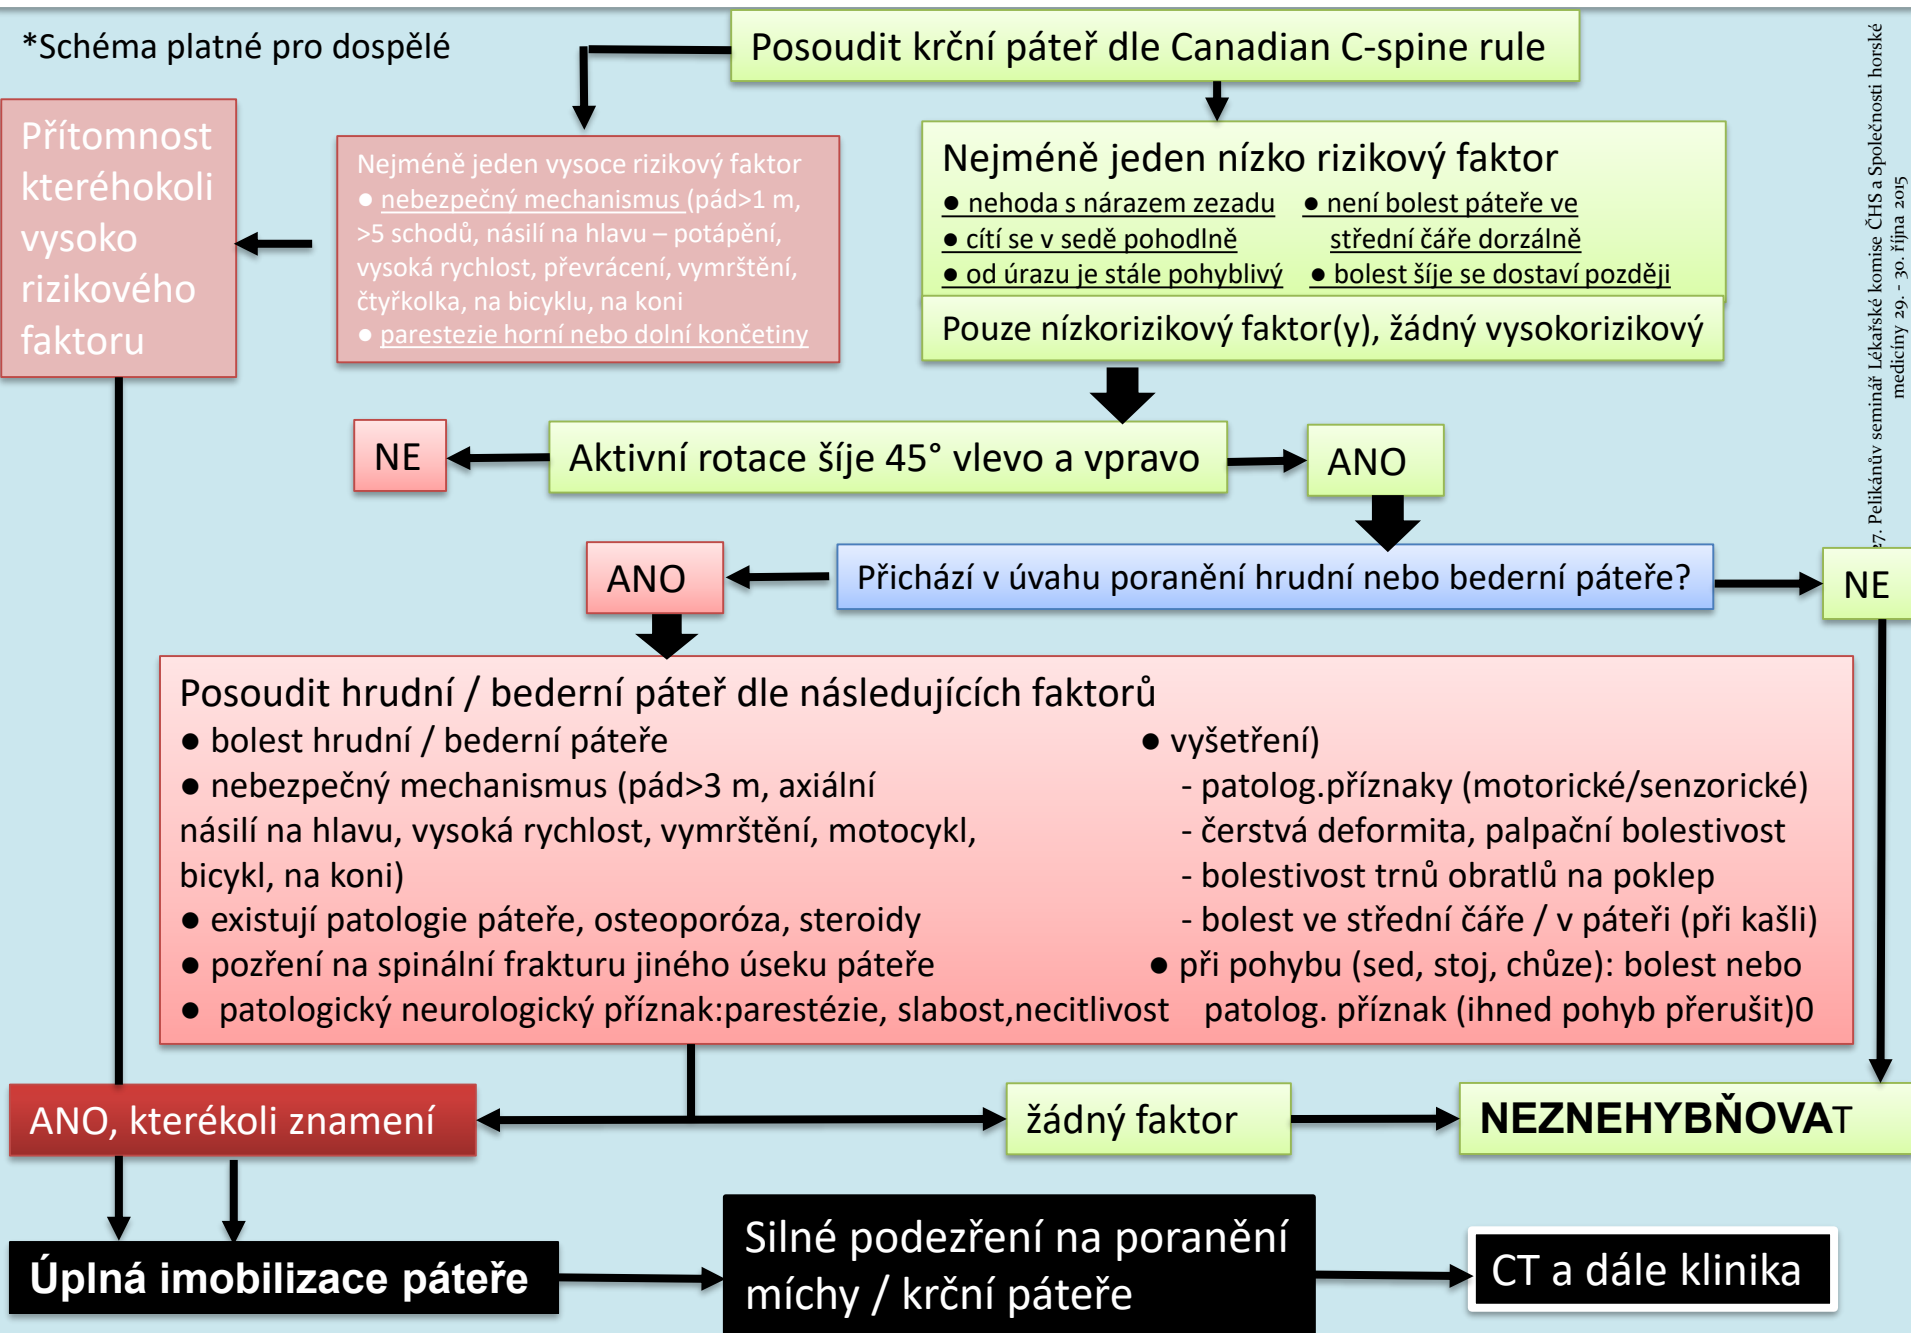 *Schéma platné pro dospělé
Posoudit krční páteř dle Canadian C-spine rule
Přítomnost
kteréhokoli
vysoko
rizikového
faktoru
Nejméně jeden vysoce rizikový faktor
● nebezpečný mechanismus (pád>1 m,
>5 schodů, násilí na hlavu – potápění,
vysoká rychlost, převrácení, vymrštění,
čtyřkolka, na bicyklu, na koni
● parestezie horní nebo dolní končetiny
Nejméně jeden nízko rizikový faktor
● nehoda s nárazem zezadu ● není bolest páteře ve
● cítí se v sedě pohodlně střední čáře dorzálně
● od úrazu je stále pohyblivý ● bolest šíje se dostaví později
Pouze nízkorizikový faktor(y), žádný vysokorizikový
27. Pelikánův seminář Lékařské komise ČHS a Společnosti horské
medicíny 29. - 30. října 2015
NE
Aktivní rotace šíje 45° vlevo a vpravo
ANO
ANO
Přichází v úvahu poranění hrudní nebo bederní páteře?
NE
Posoudit hrudní / bederní páteř dle následujících faktorů
● bolest hrudní / bederní páteře
● nebezpečný mechanismus (pád>3 m, axiální
násilí na hlavu, vysoká rychlost, vymrštění, motocykl,
bicykl, na koni)
● existují patologie páteře, osteoporóza, steroidy
● pozření na spinální frakturu jiného úseku páteře
● patologický neurologický příznak:parestézie, slabost,necitlivost
● vyšetření)
- patolog.příznaky (motorické/senzorické)
- čerstvá deformita, palpační bolestivost
- bolestivost trnů obratlů na poklep
- bolest ve střední čáře / v páteři (při kašli)
● při pohybu (sed, stoj, chůze): bolest nebo
patolog. příznak (ihned pohyb přerušit)0
ANO, kterékoli znamení
žádný faktor
NEZNEHYBŇOVAT
Úplná imobilizace páteře
Silné podezření na poranění
míchy / krční páteře
CT a dále klinika